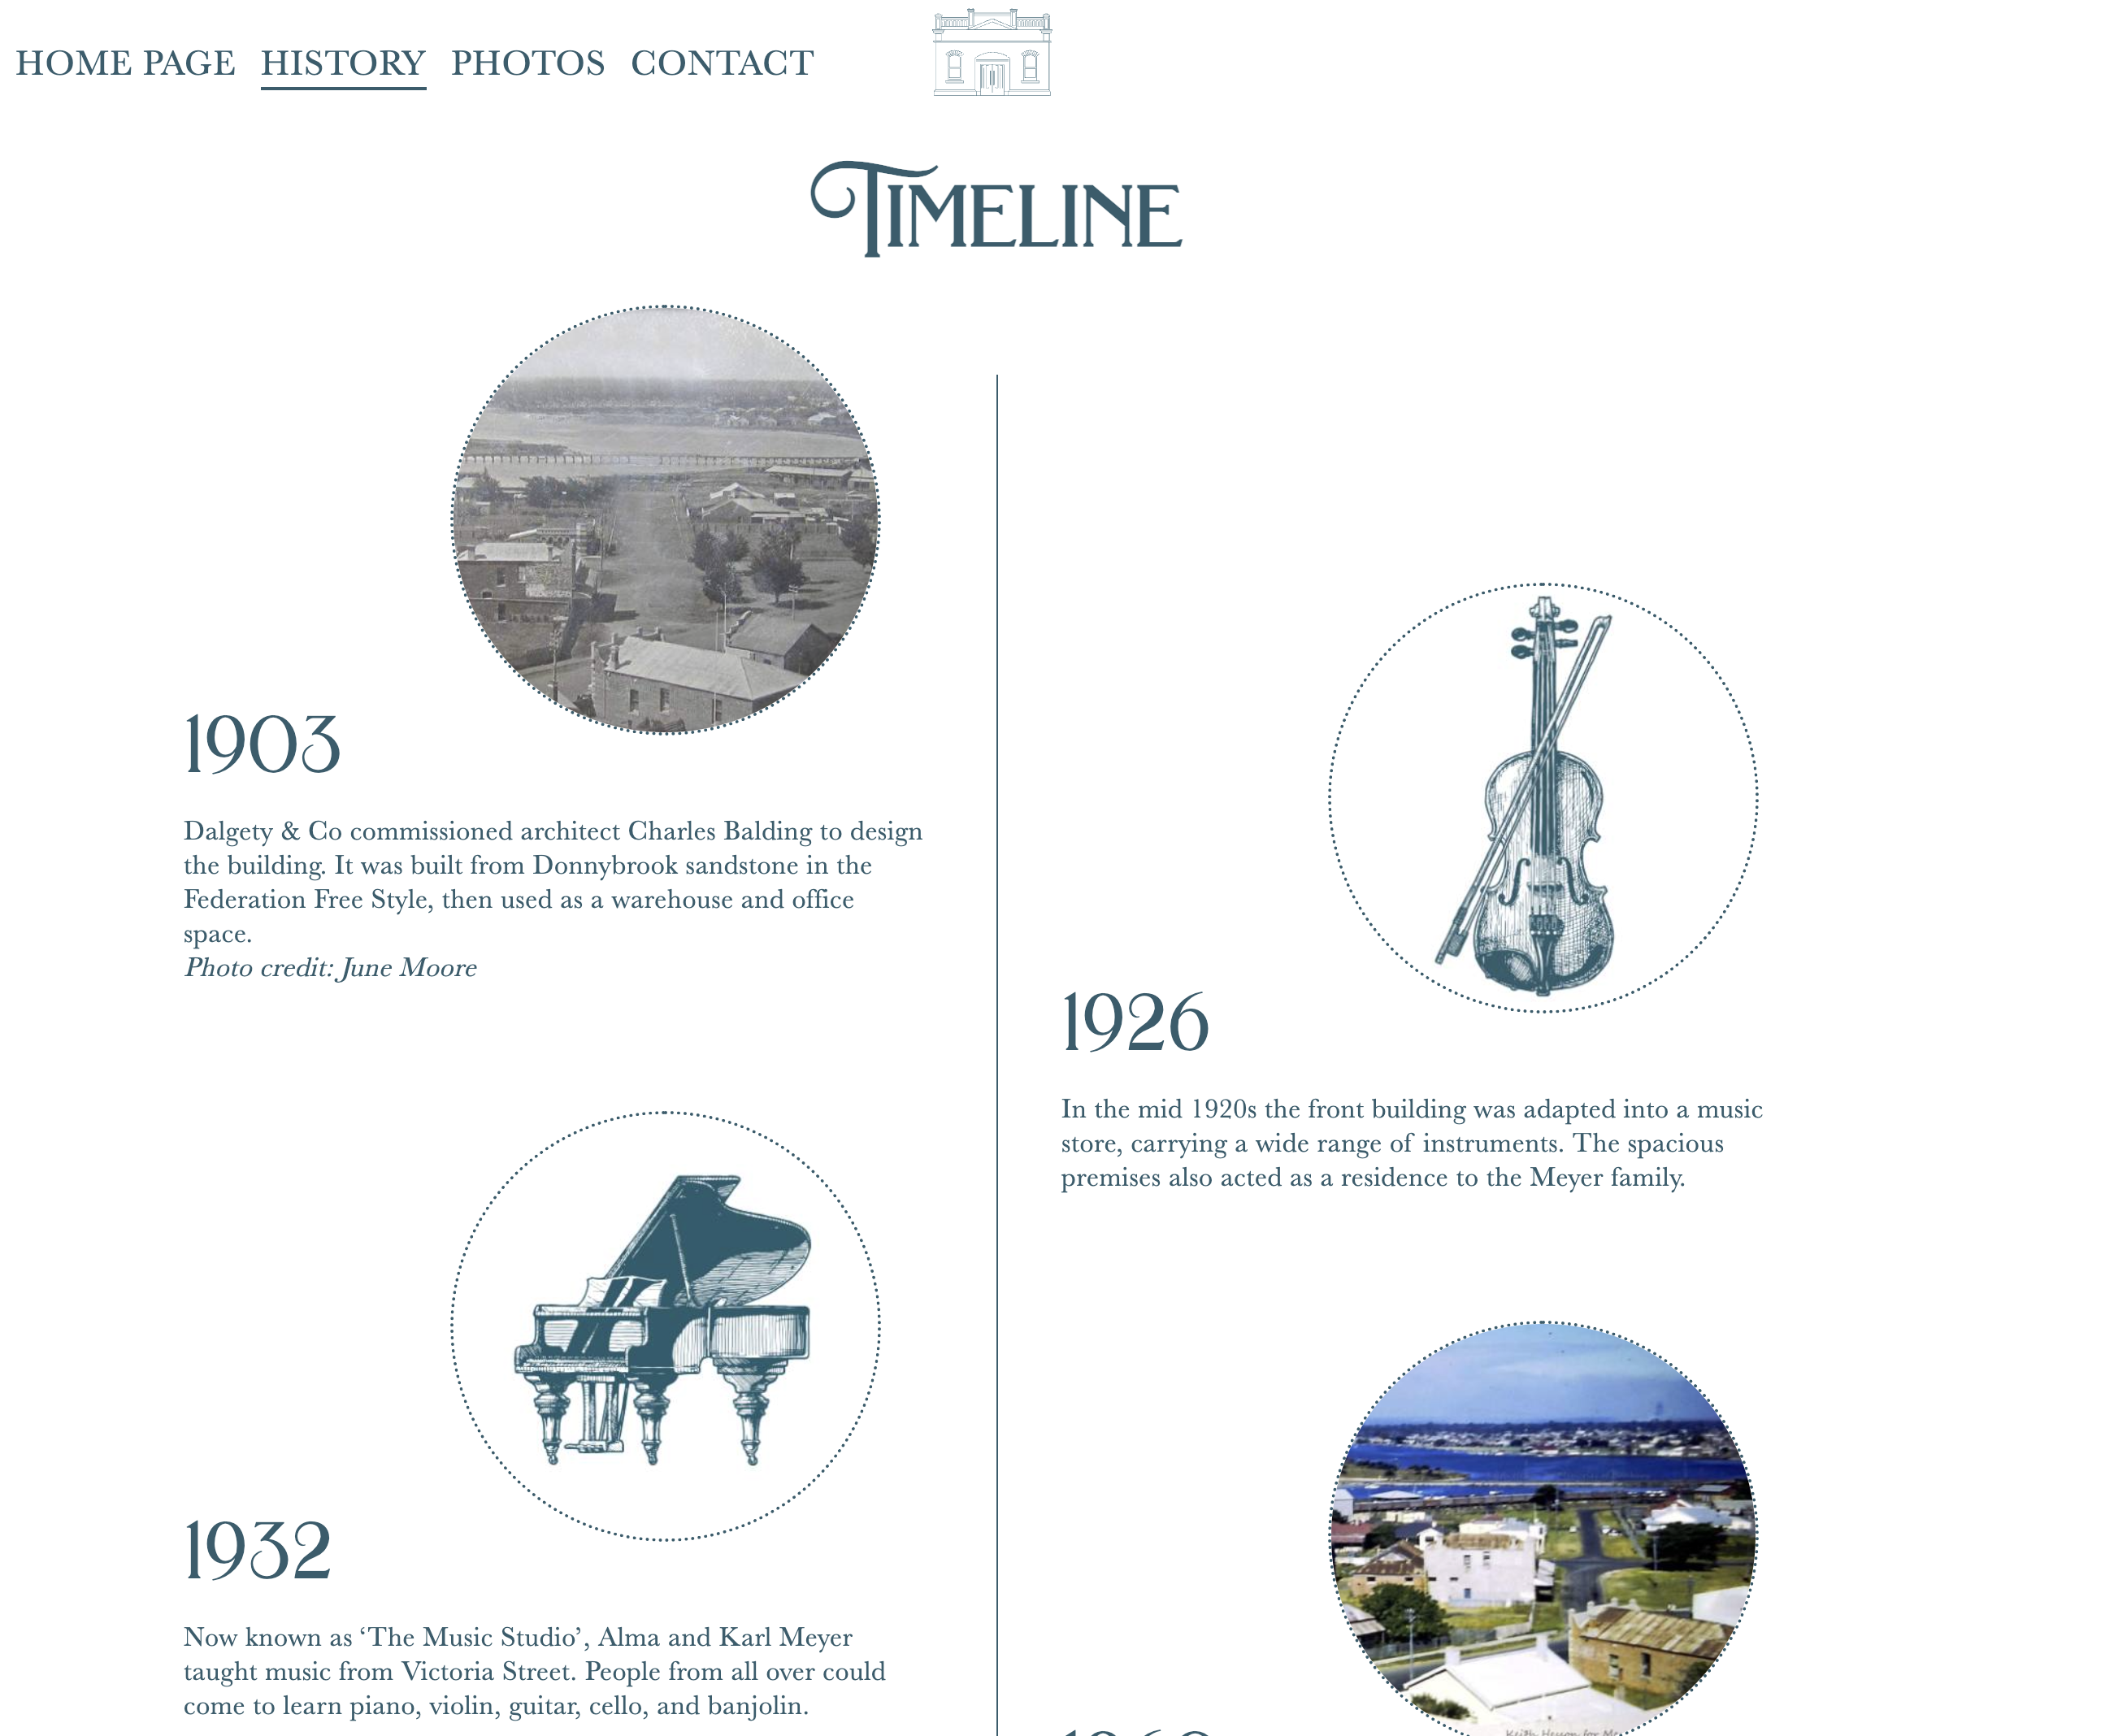 HOME PAGE HISTORY PHOTOS CONTACT
TIMELINE
1903
Dalgety & Co commissioned architect Charles Balding to design
the building. It was built from Donnybrook sandstone in the
Federation Free Style, then used as a warehouse and office
space.
Photo credit: June Moore
1926
In the mid 1920s the front building was adapted into a music
store, carrying a wide range of instruments. The spacious
premises also acted as a residence to the Meyer family.
1932
Now known as ‘The Music Studio’, Alma and Karl Meyer
taught music from Victoria Street. People from all over could
come to learn piano, violin, guitar, cello, and banjolin.